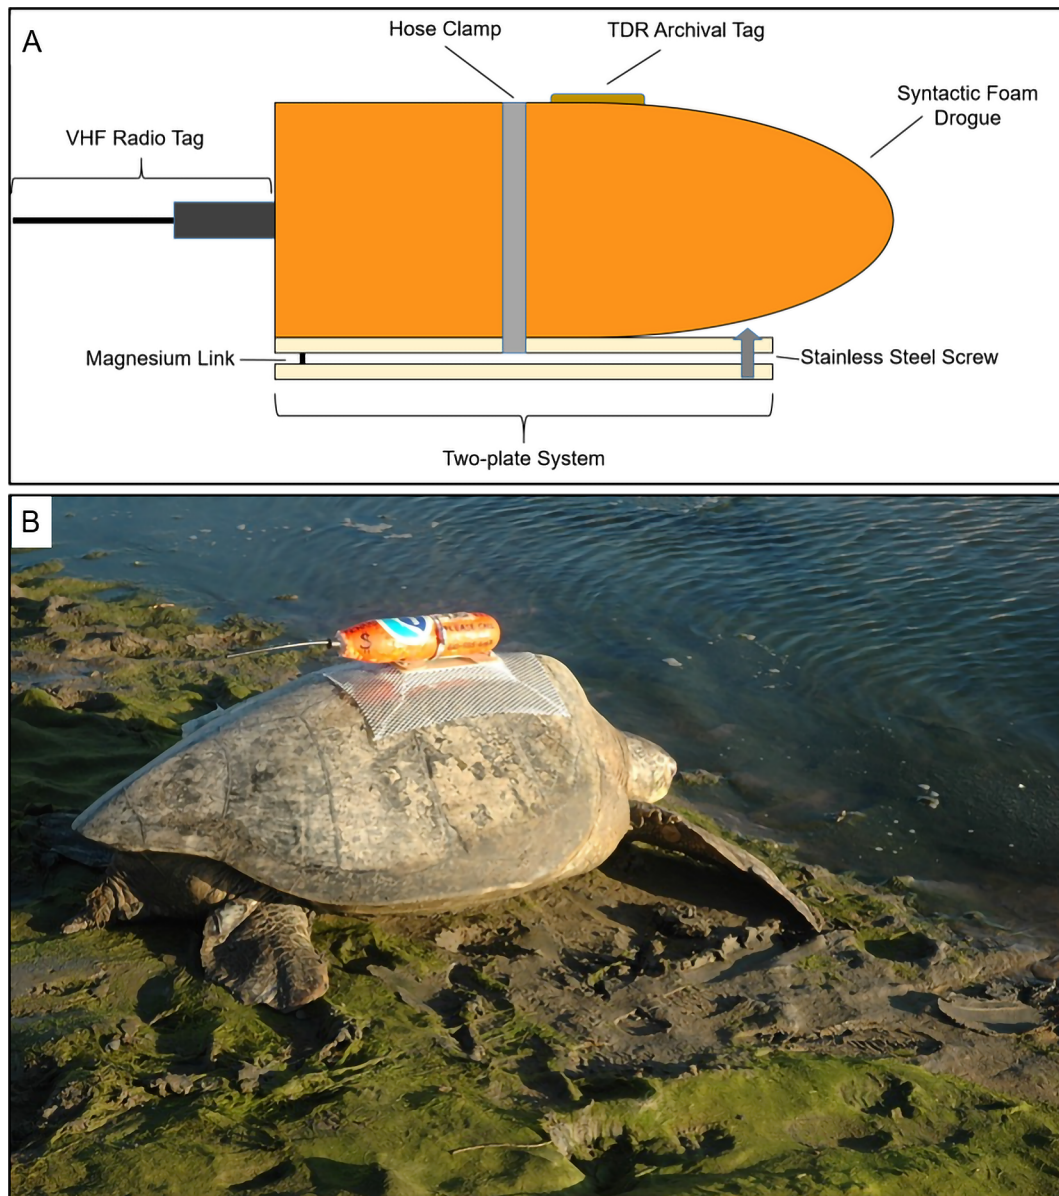 A
Hose Clamp
TDR Archival Tag
Syntactic Foam
Drogue
VHF Radio Tag
Magnesium Link
Stainless Steel Screw
Two-plate System
B
S